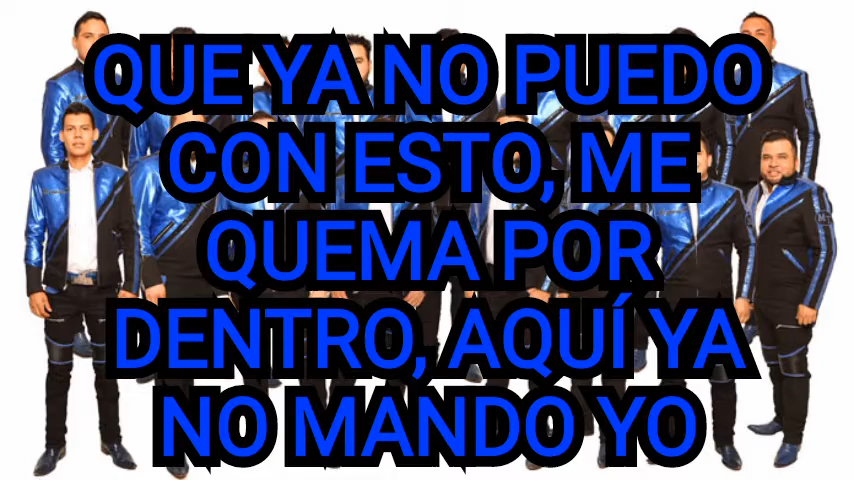 QUE YA NO PUEDO
CON ESTO, ME
QUEMA POR
DENTRO, AQUÍ YA
NO MANDO YO